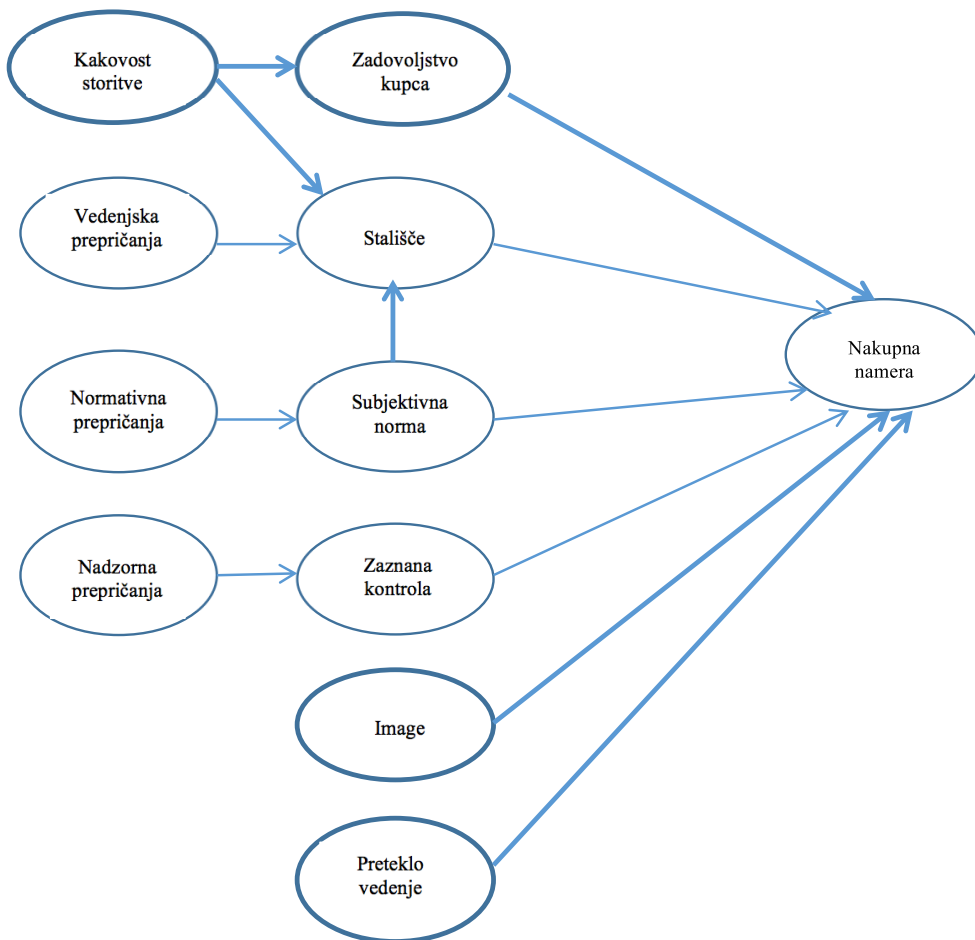 Kakovost
storitve
Zadovoljstvo
kupca
Vedenjska
prepričanja
Stališče
Nakupna
namera
Normativna
prepričanja
Subjektivna
norma
Nadzorna
prepričanja
Zaznana
kontrola
Image
Preteklo
vedenje